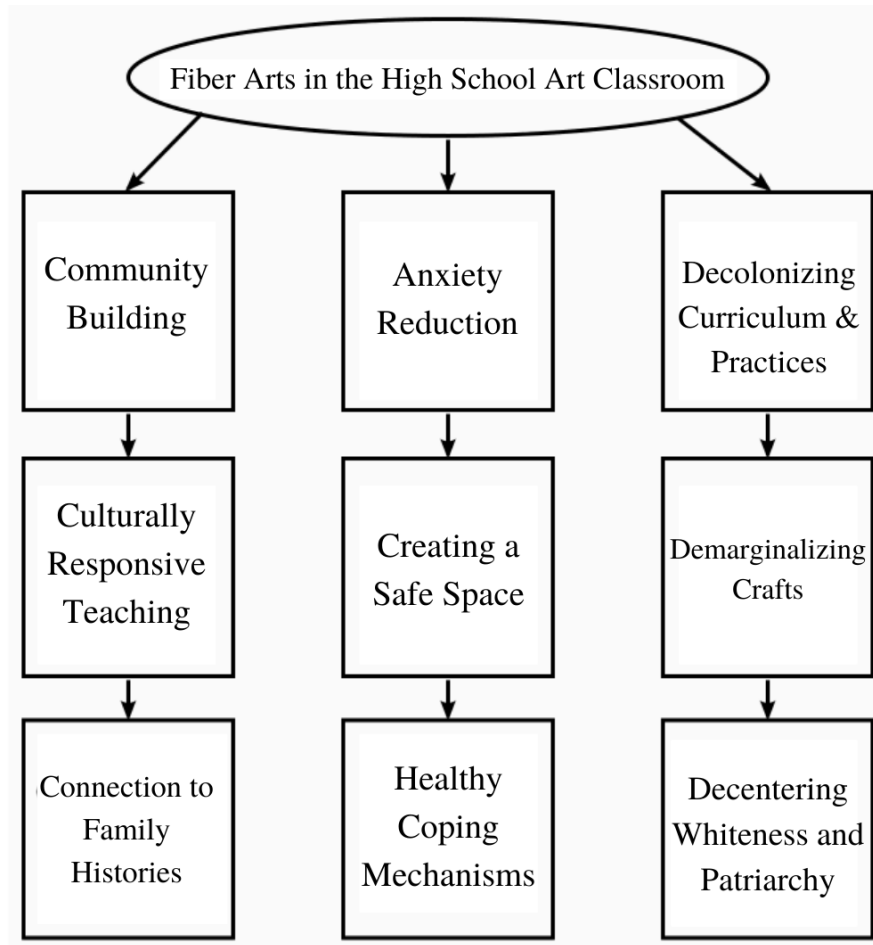 Fiber Arts in the High School Art Classroom
Community
Building
Anxiety
Reduction
Decolonizing
Curriculum &
Practices
Culturally
Responsive
Teaching
Creating a
Safe Space
Demarginalizing
Crafts
Connection to
Family
Histories
Healthy
Coping
Mechanisms
Decentering
Whiteness and
Patriarchy